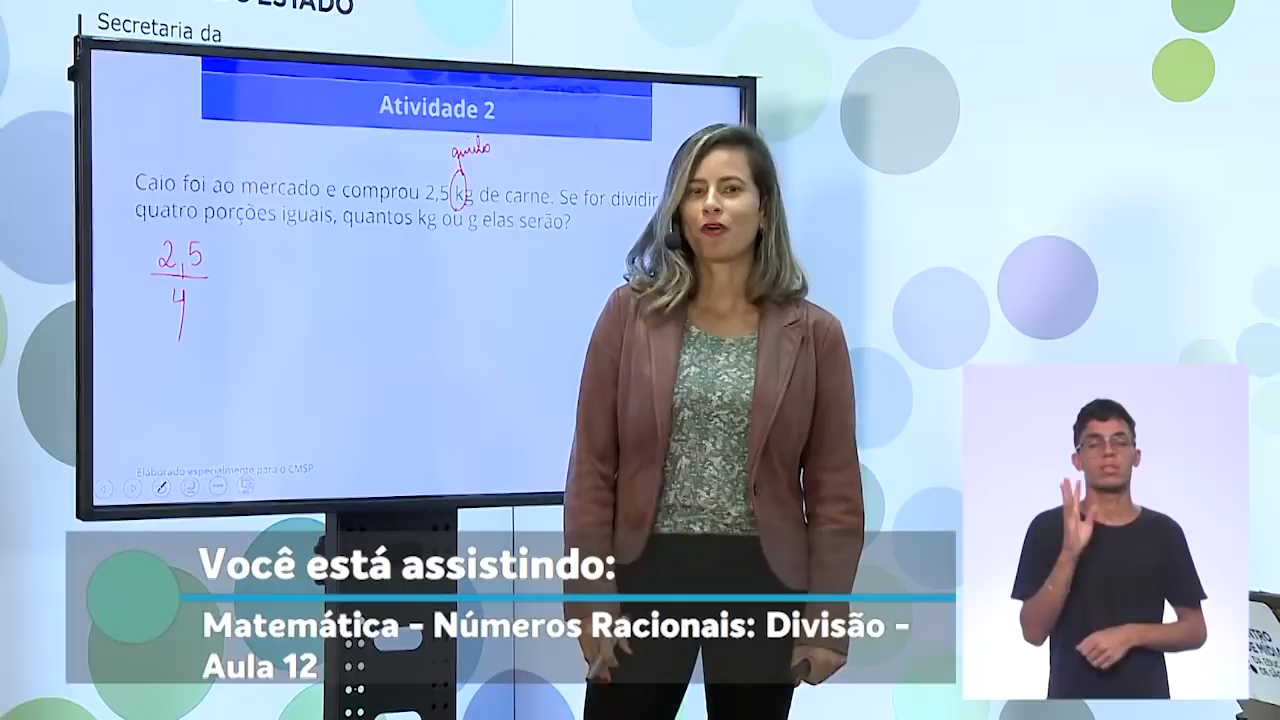 O ESTADO
Secretaria da
Atividade 2
quilo
Caio foi ao mercado e comprou 2,5 kg de carne. Se for dividir
quatro porções iguais, quantos kg ou g elas serão?
2,5
4
Elaborado especialmente para o CMSP
Você está assistindo:
Matemática - Números Racionais: Divisão -
Aula 12